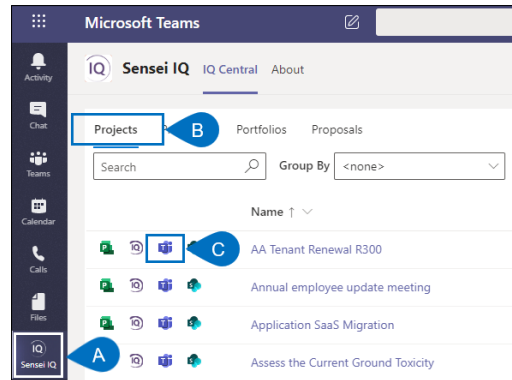 Microsoft Teams
Activity
Chat
Teams
Calendar
Calls
Files
IQ
Sensei IQ
IQ Sensei IQ IQ Central About
Projects B Portfolios Proposals
Search Group By <none>
Name ↑
C AA Tenant Renewal R300
Annual employee update meeting
Application SaaS Migration
A Assess the Current Ground Toxicity